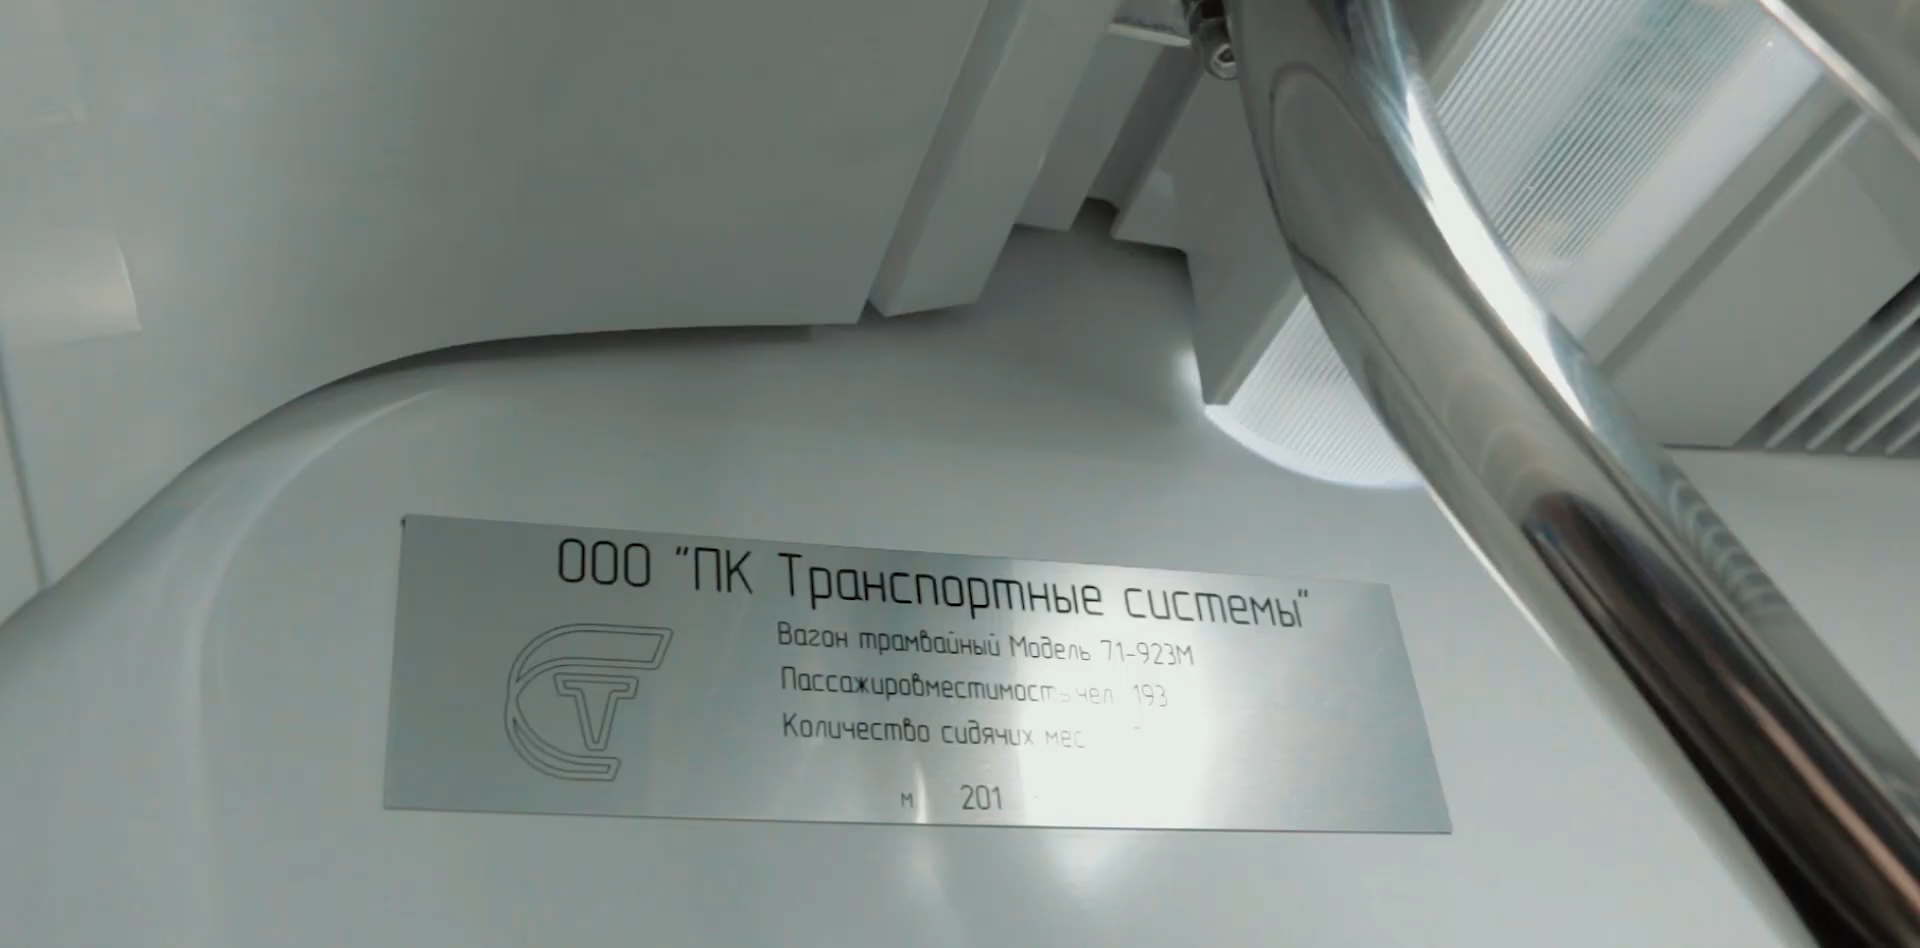 ООО "ПК Транспортные системы"
Вагон трамвайный Модель 71-923М
Пассажировместимость чел 193
Количество сидячих мес
м 201